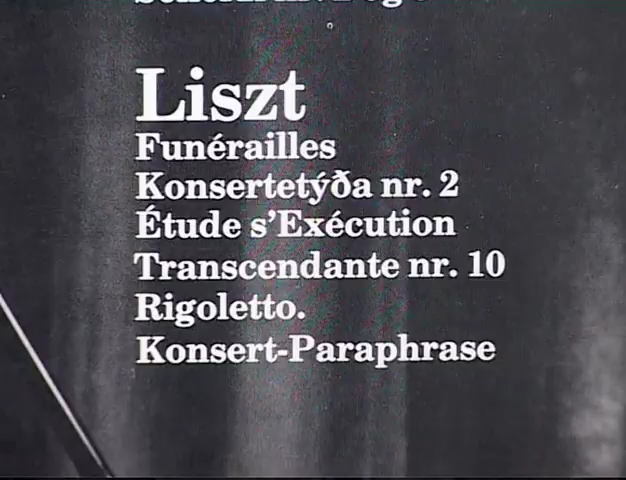 Liszt
Funérailles
Konsertetýða nr. 2
Étude s'Exécution
Transcendante nr. 10
Rigoletto.
Konsert-Paraphrase